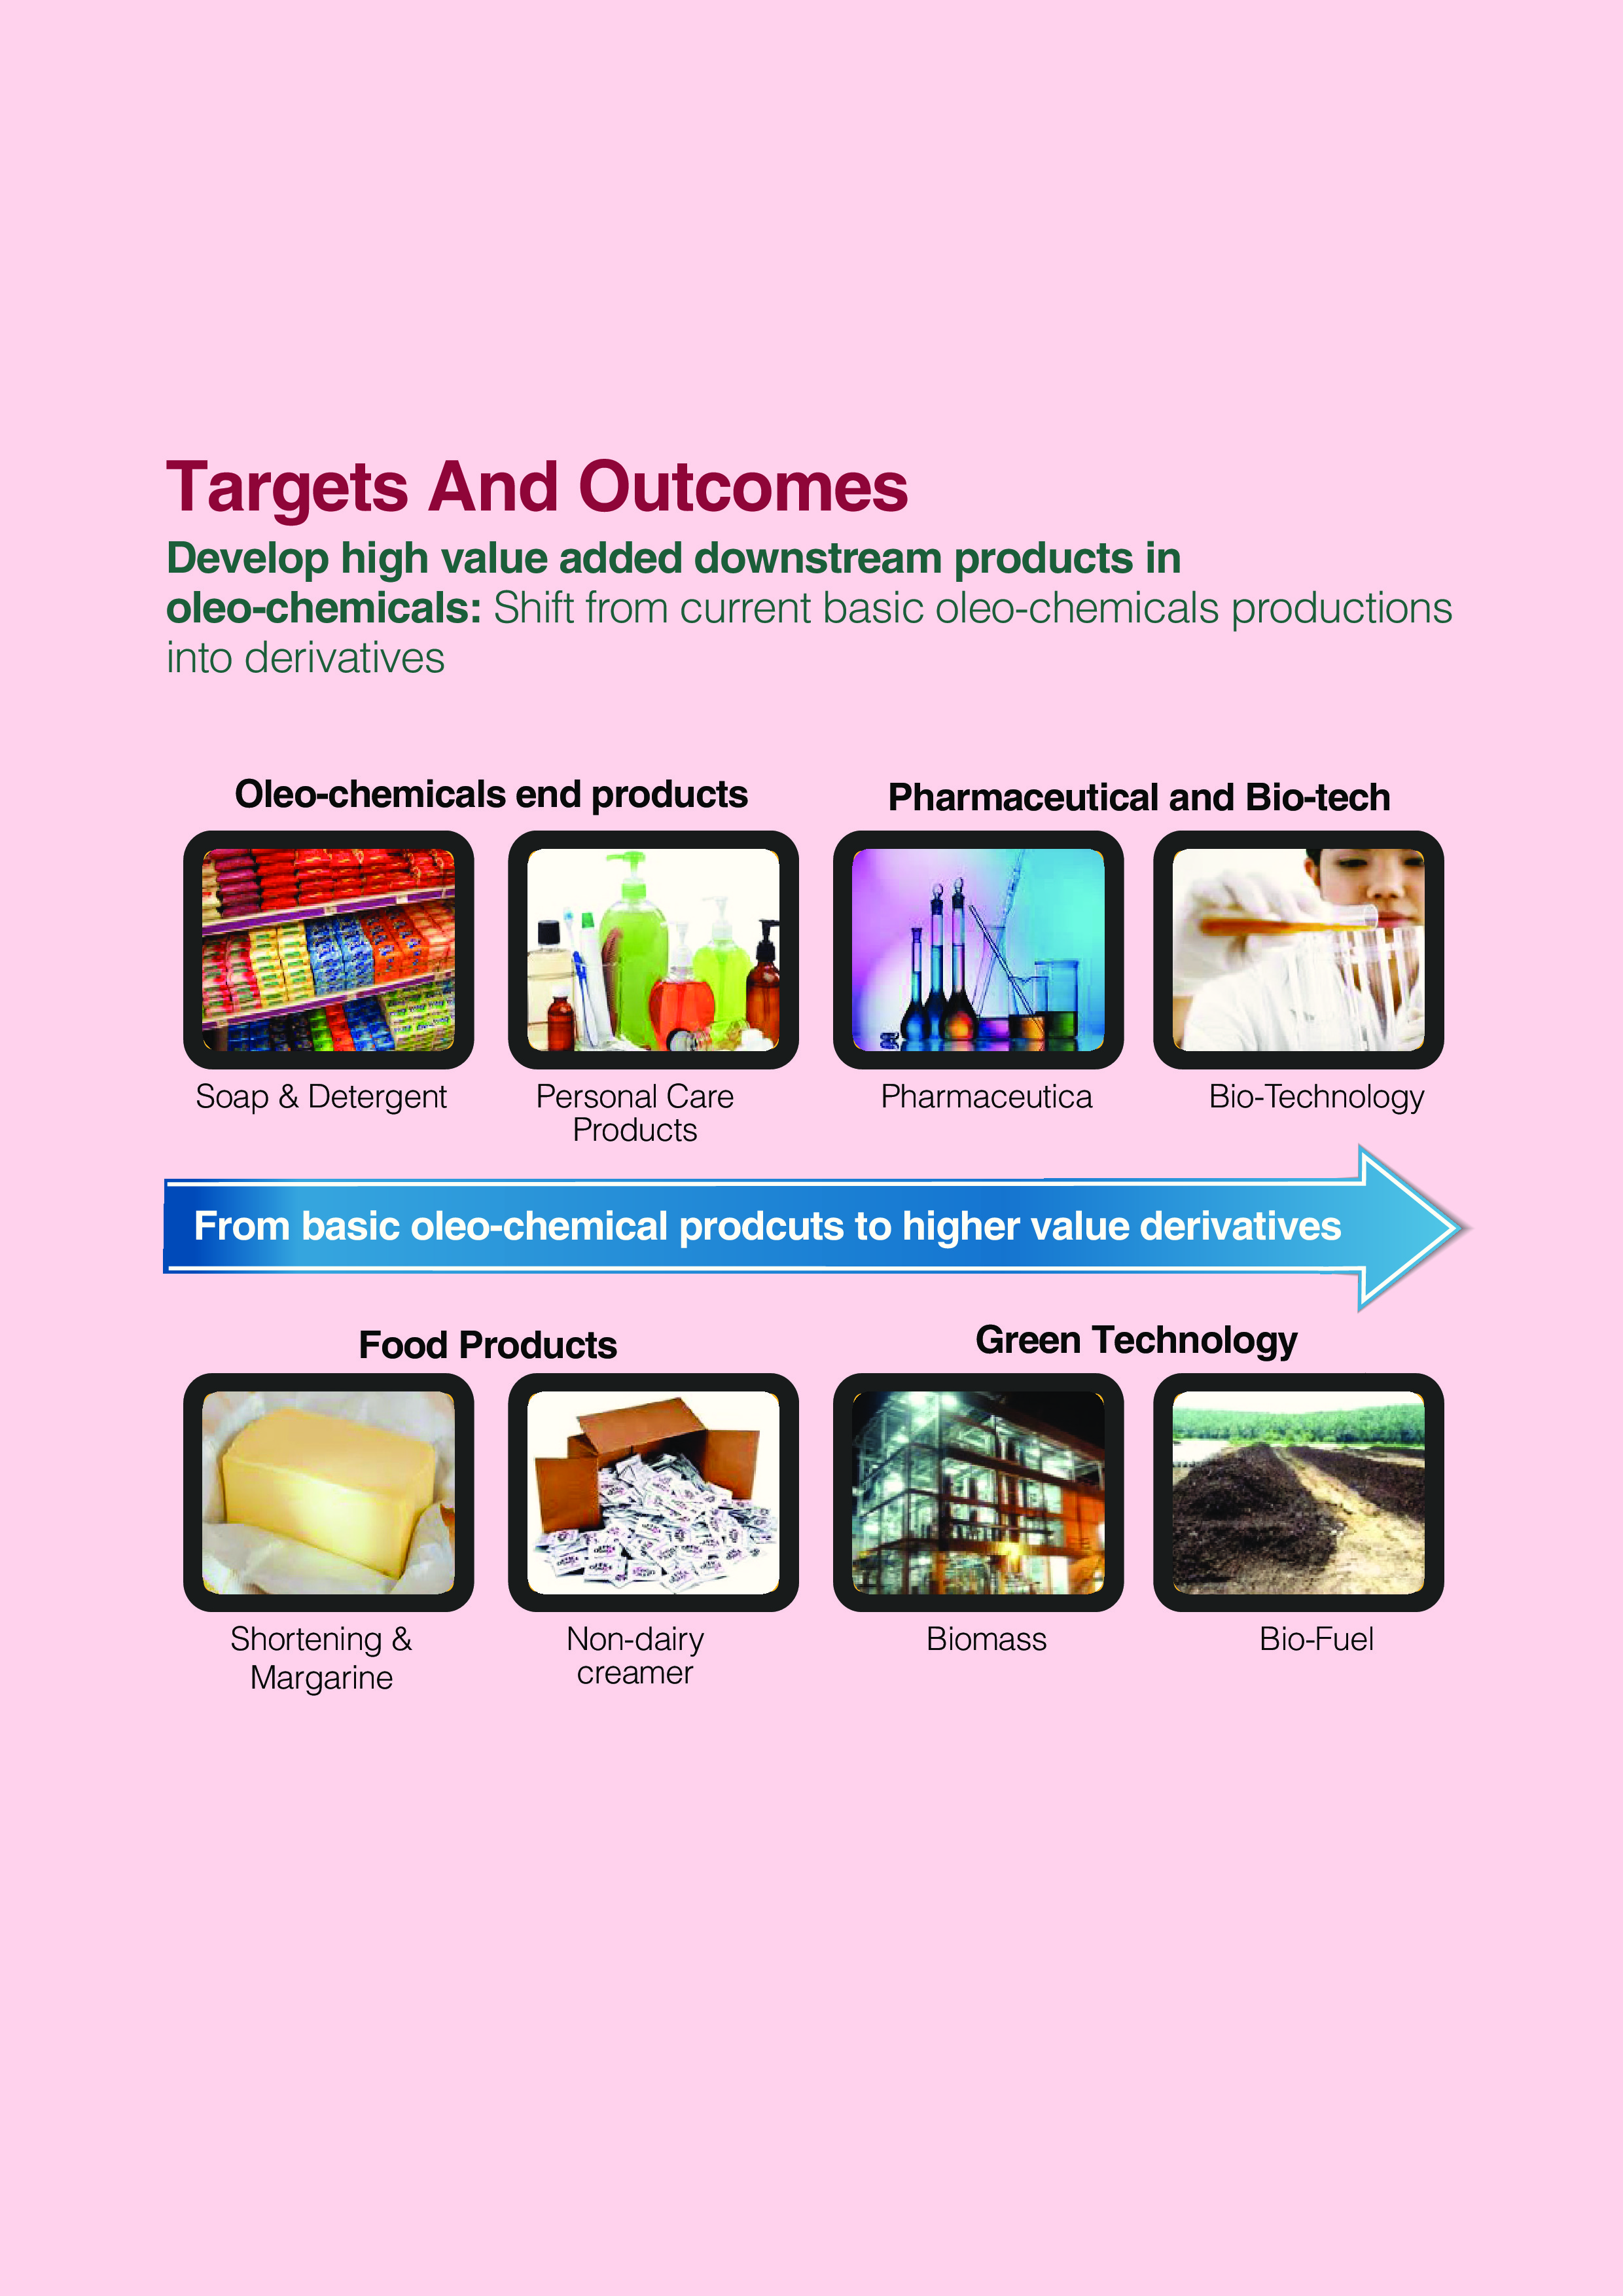 Targets And Outcomes
Develop high value added downstream products in
oleo-chemicals: Shift from current basic oleo-chemicals productions
into derivatives
Oleo-chemicals end products
Pharmaceutical and Bio-tech
Soap & Detergent
Personal Care
Products
Pharmaceutica
Bio-Technology
From basic oleo-chemical prodcuts to higher value derivatives
Food Products
Green Technology
Shortening &
Margarine
Non-dairy
creamer
Biomass
Bio-Fuel